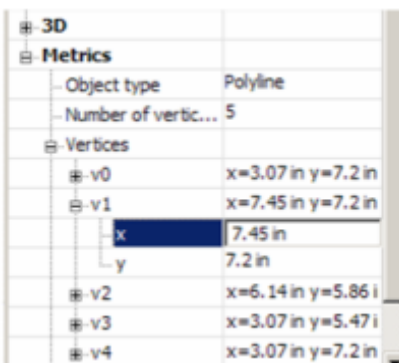 3D
Metrics
Object type Polyline
Number of vertic... 5
Vertices
v0 x=3.07 in y=7.2 in
v1 x=7.45 in y=7.2 in
x 7.45 in
y 7.2 in
v2 x=6.14 in y=5.86 i
v3 x=3.07 in y=5.47 i
v4 x=3.07 in y=7.2 in